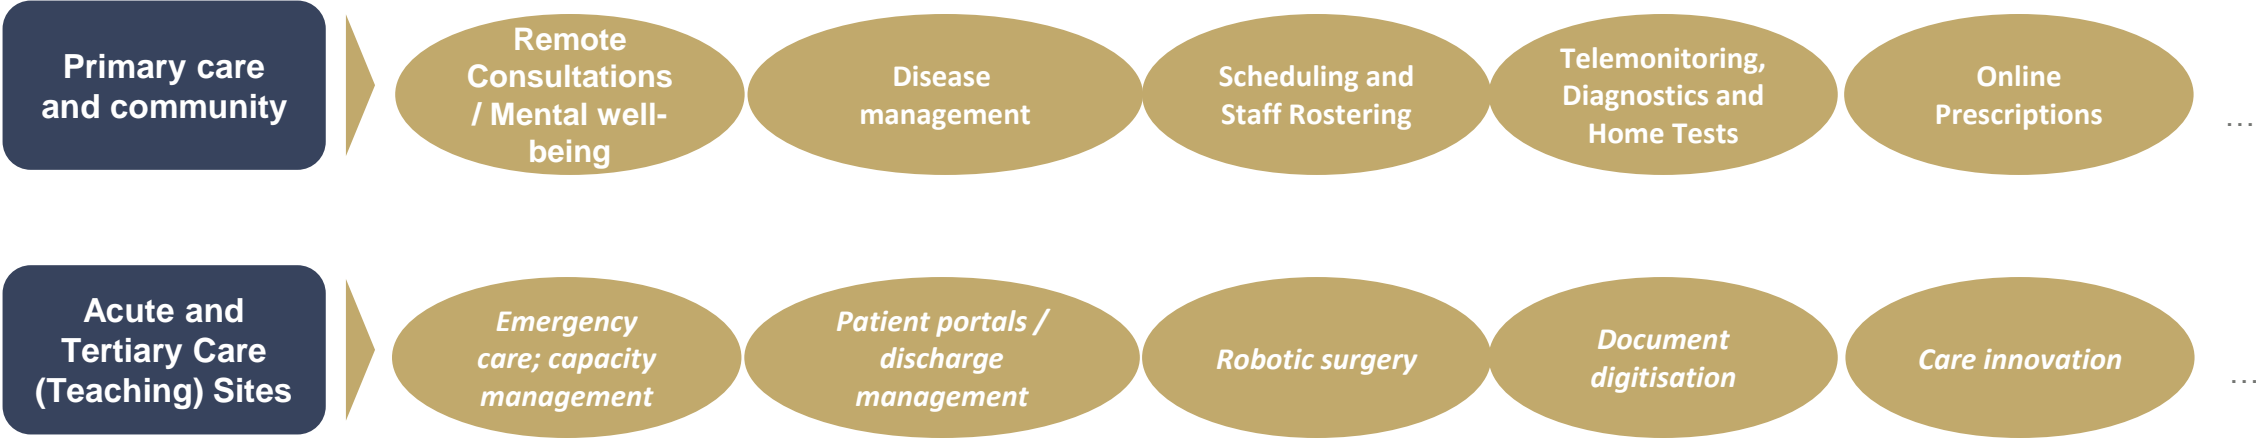 Primary care
and community
Remote
Consultations
/ Mental well-
being
Disease
management
Scheduling and
Staff Rostering
Telemonitoring,
Diagnostics and
Home Tests
Online
Prescriptions
...
Acute and
Tertiary Care
(Teaching) Sites
Emergency
care; capacity
management
Patient portals /
discharge
management
Robotic surgery
Document
digitisation
Care innovation
...